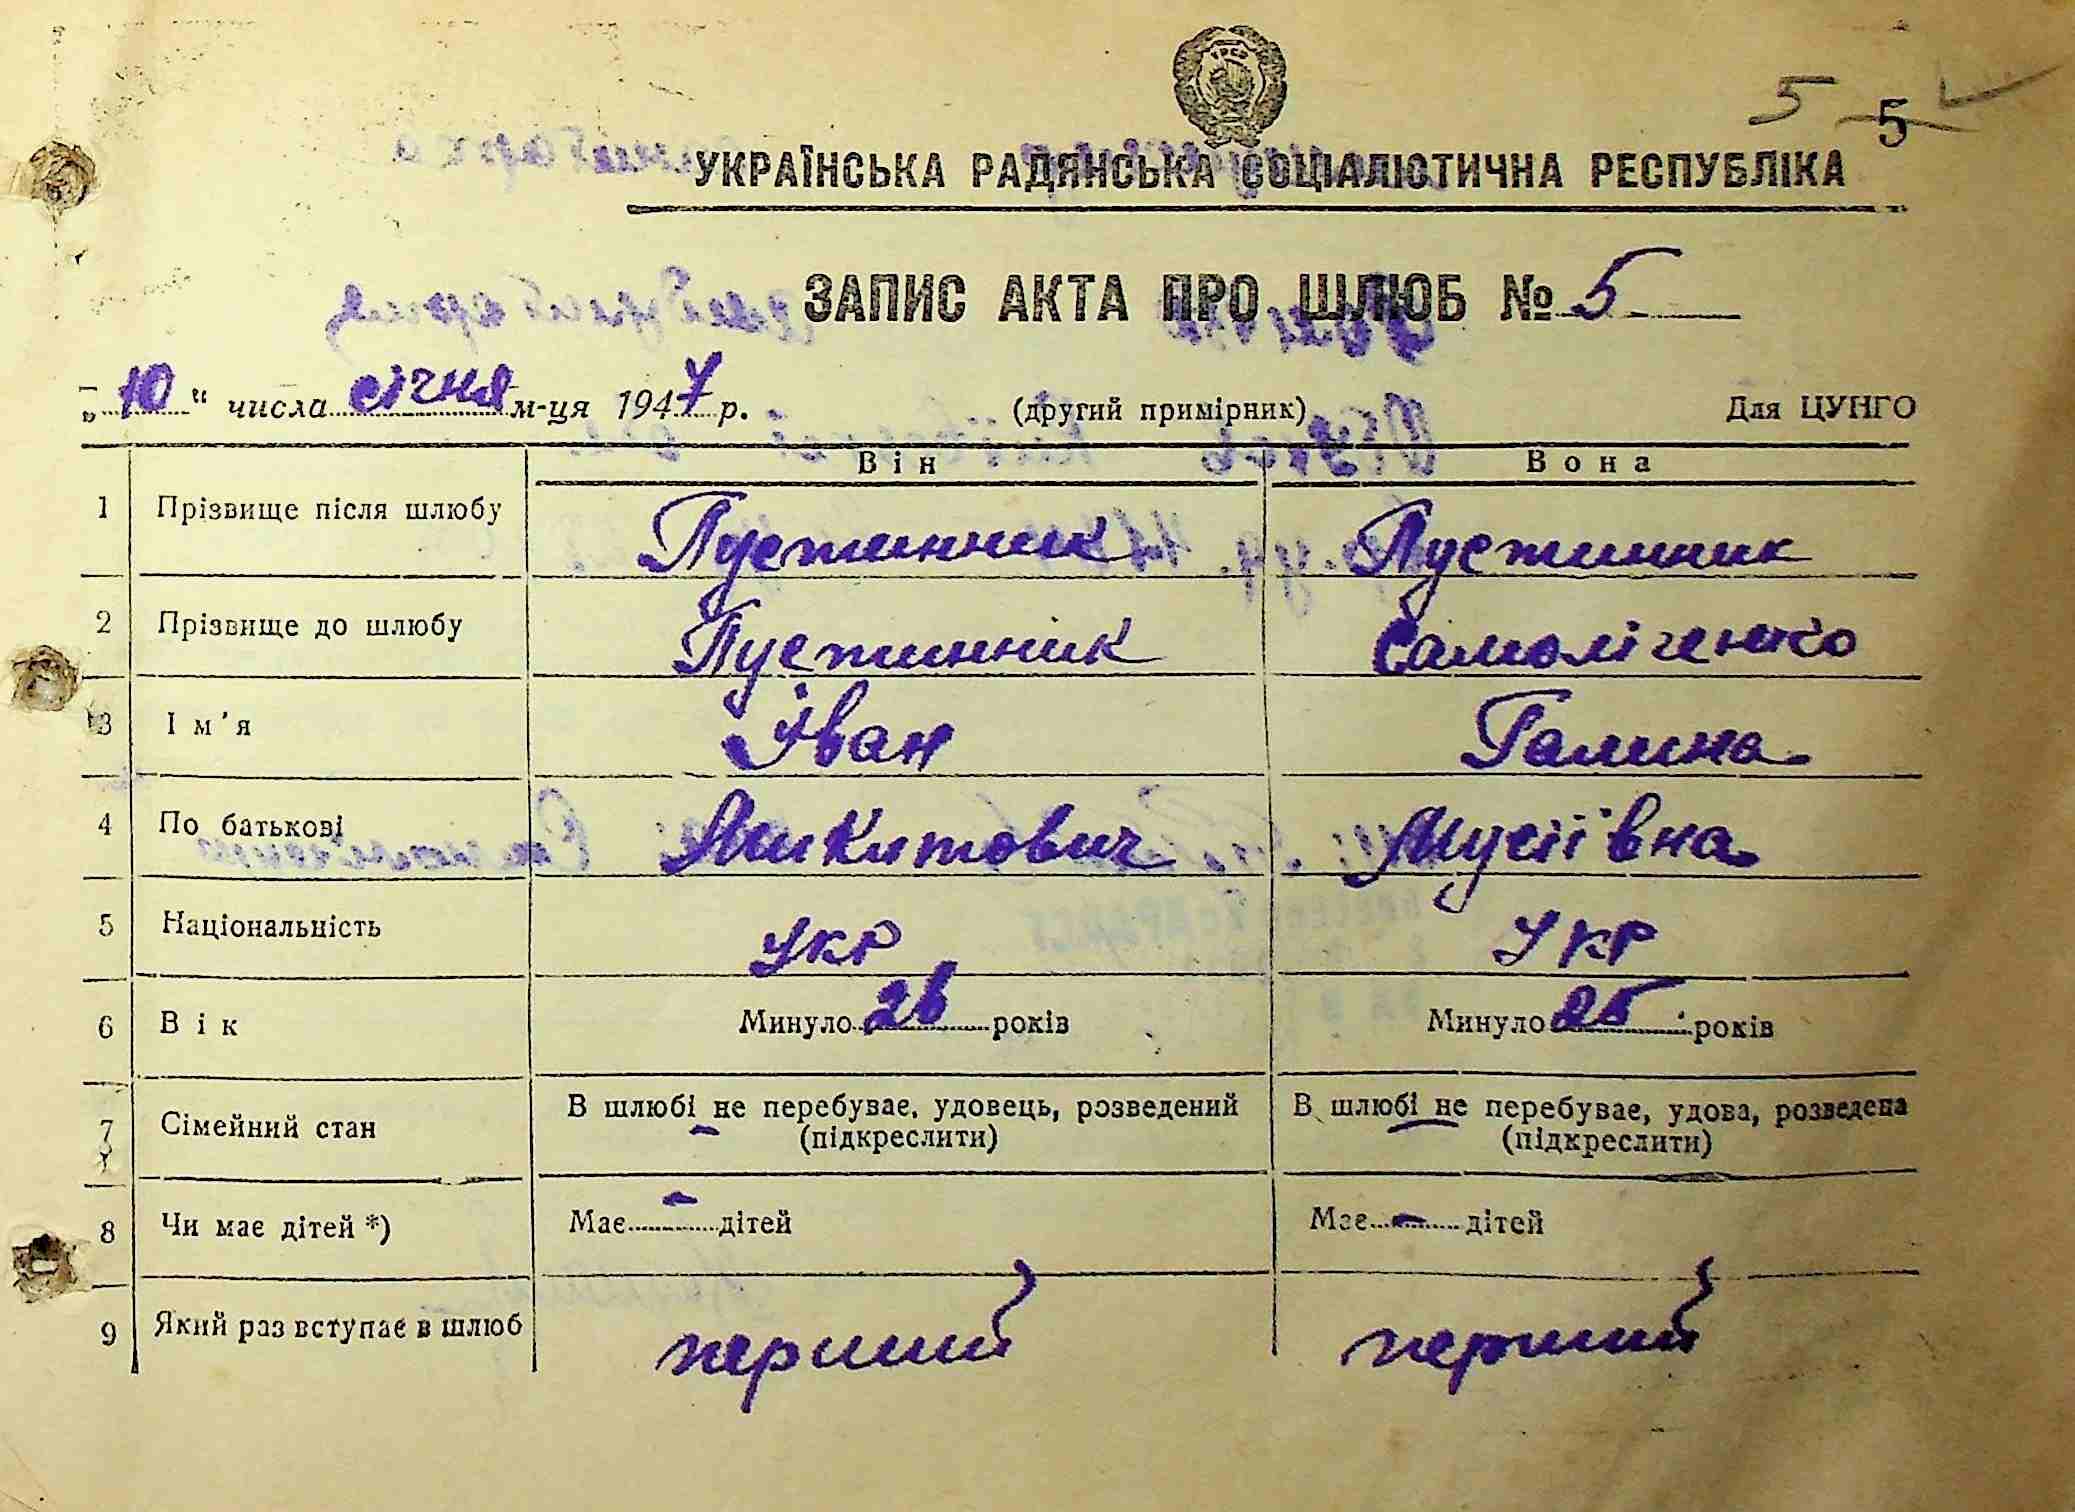 УРСР
5 5
УКРАЇНСЬКА РАДЯНСЬКА СОЦІАЛІСТИЧНА РЕСПУБЛІКА
ЗАПИС АКТА ПРО ШЛЮБ № 5
„10“ числа січня м-ця 1947 р. (другий примірник) Для ЦУНГО
Він Вона
1 Прізвище після шлюбу Пустинник Пустинник
2 Прізвище до шлюбу Пустинник Самоліченко
3 Ім’я Іван Галина
4 По батькові Микитович Мусіївна
5 Національність УКР УКР
6 Вік Минуло 26 років Минуло 25 років
7 Сімейний стан В шлюбі не перебуває, удовець, розведений В шлюбі не перебуває, удова, розведена
(підкреслити) (підкреслити)
8 Чи має дітей *) Має - дітей Має - дітей
9 Який раз вступає в шлюб перший перший